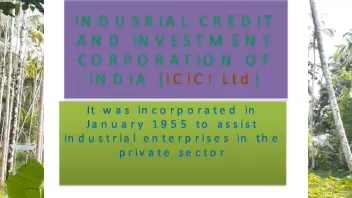 INDUSRIAL CREDIT
AND INVESTMENT
CORPORATION OF
INDIA (ICICI Ltd)
It was incorporated in
January 1955 to assist
industrial enterprises in the
private sector